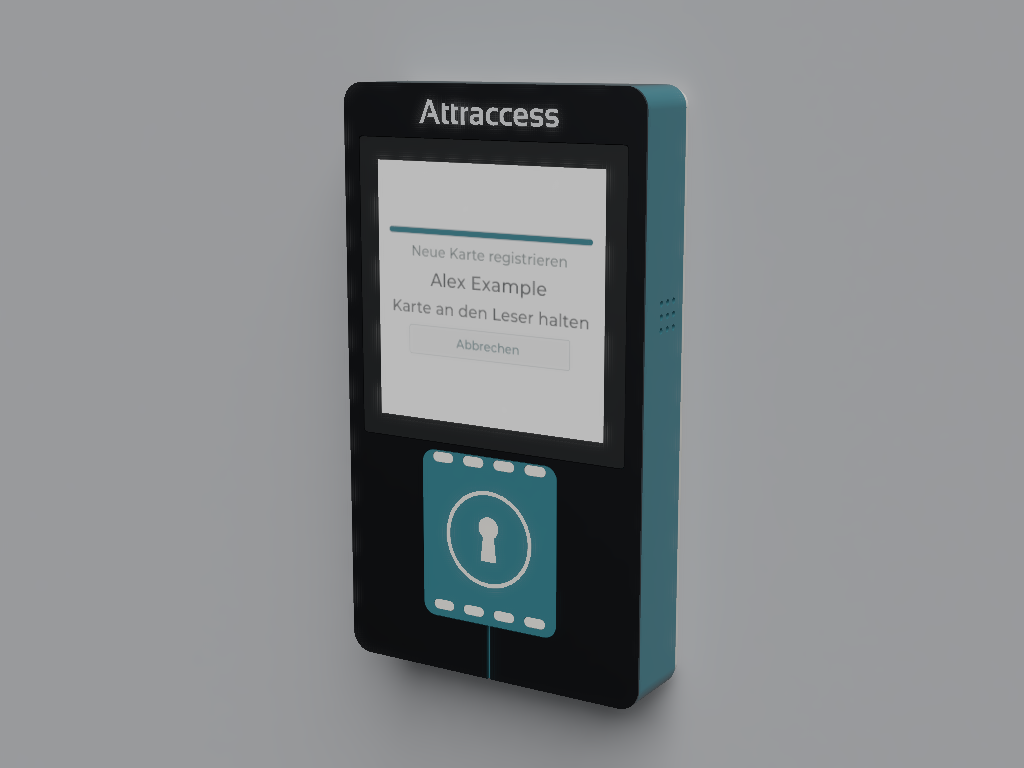 Attraccess
Neue Karte registrieren
Alex Example
Karte an den Leser halten
Abbrechen